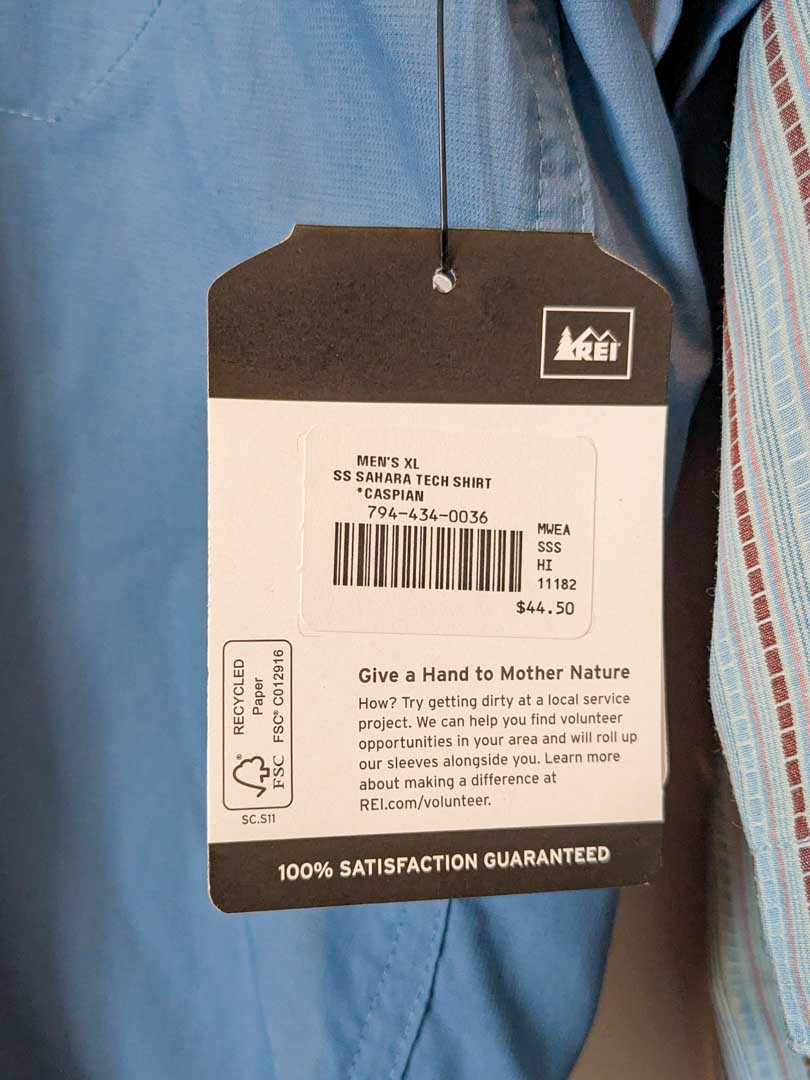 REI
MEN'S XL
SS SAHARA TECH SHIRT
*CASPIAN
794-434-0036
MWEA
SSS
HI
11182
$44.50
RECYCLED
Paper
FSC® C012916
®
FSC
SC.S11
Give a Hand to Mother Nature
How? Try getting dirty at a local service
project. We can help you find volunteer
opportunities in your area and will roll up
our sleeves alongside you. Learn more
about making a difference at
REI.com/volunteer.
100% SATISFACTION GUARANTEED